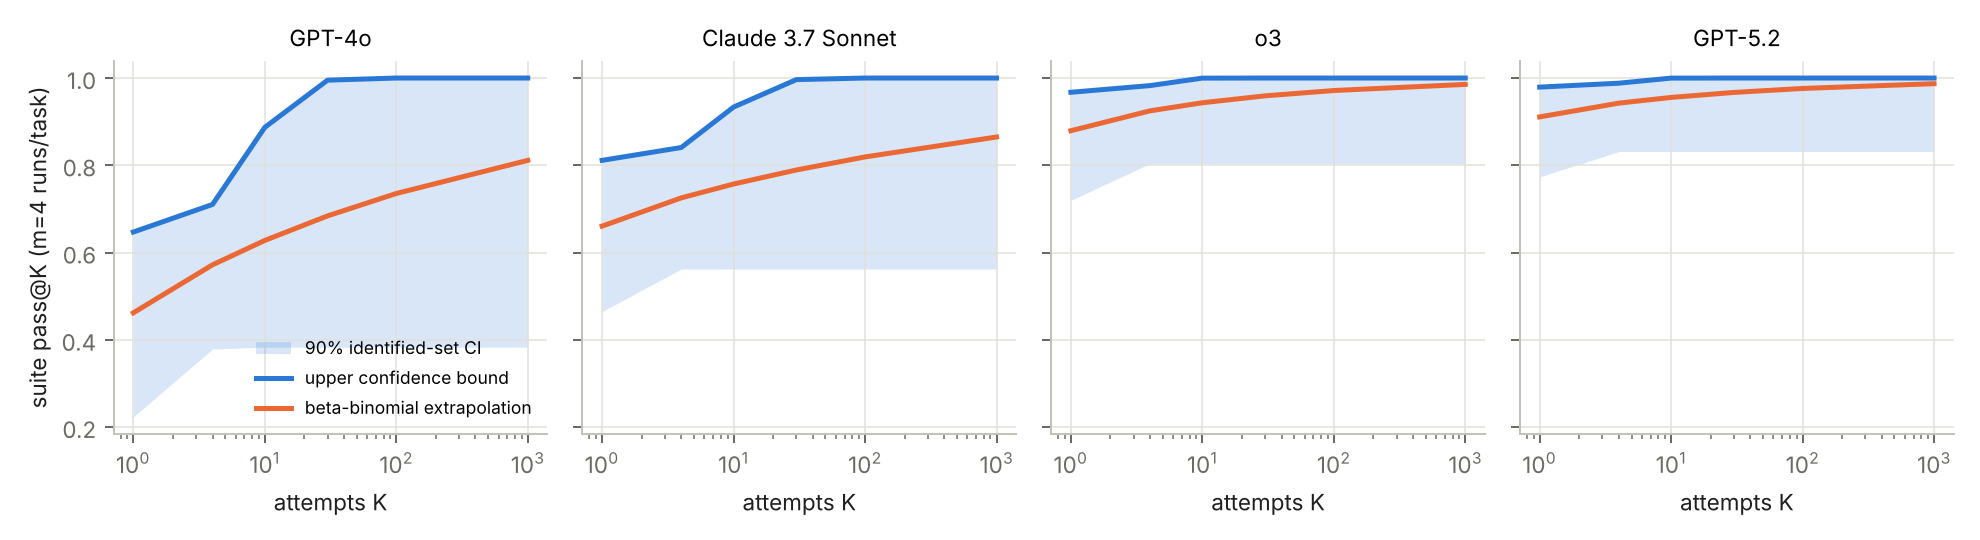 GPT-4o
Claude 3.7 Sonnet
o3
GPT-5.2
suite pass@K (m=4 runs/task)
1.0
0.8
0.6
0.4
0.2
90% identified-set CI
upper confidence bound
beta-binomial extrapolation
10⁰ 10¹ 10² 10³
10⁰ 10¹ 10² 10³
10⁰ 10¹ 10² 10³
10⁰ 10¹ 10² 10³
attempts K
attempts K
attempts K
attempts K